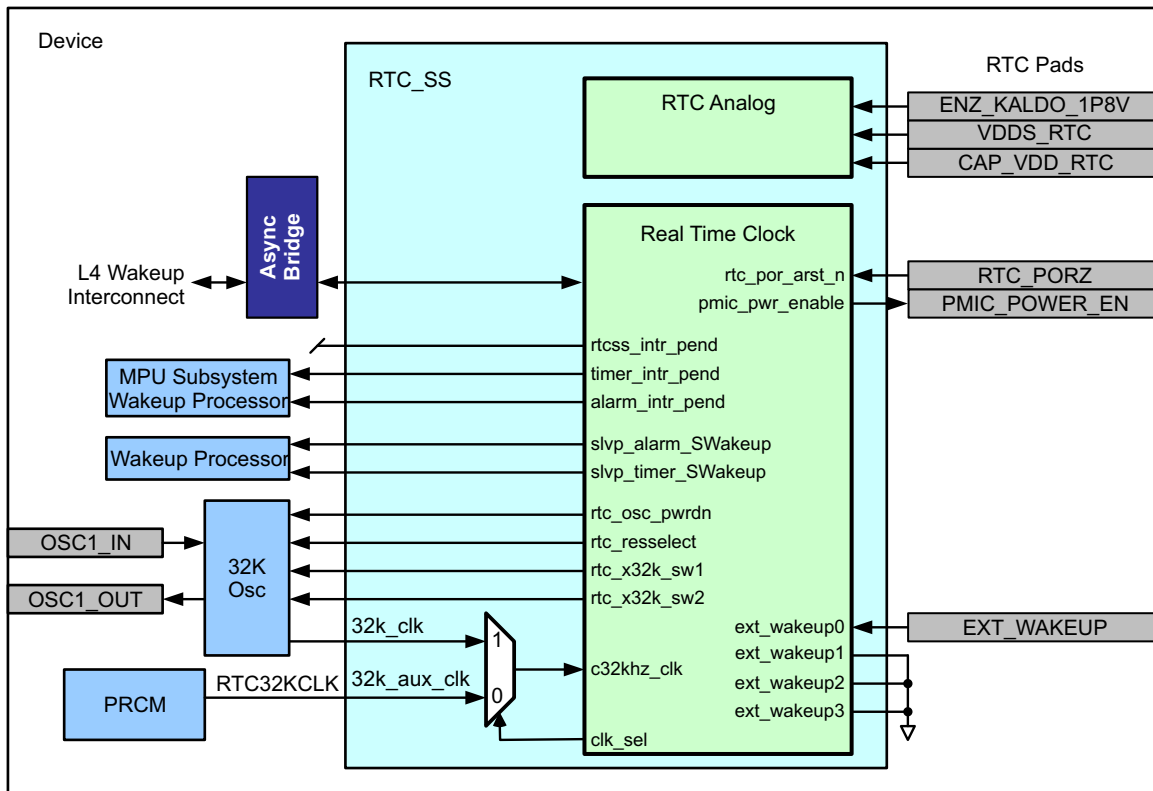 Device
RTC_SS
RTC Analog
RTC Pads
ENZ_KALDO_1P8V
VDDS_RTC
CAP_VDD_RTC
Async
Bridge
L4 Wakeup
Interconnect
Real Time Clock
rtc_por_arst_n
pmic_pwr_enable
RTC_PORZ
PMIC_POWER_EN
rtcss_intr_pend
MPU Subsystem
Wakeup Processor
timer_intr_pend
alarm_intr_pend
Wakeup Processor
slvp_alarm_SWakeup
slvp_timer_SWakeup
OSC1_IN
OSC1_OUT
32K
Osc
rtc_osc_pwrdn
rtc_resselect
rtc_x32k_sw1
rtc_x32k_sw2
32k_clk
1
ext_wakeup0
EXT_WAKEUP
ext_wakeup1
ext_wakeup2
ext_wakeup3
PRCM
RTC32KCLK
32k_aux_clk
0
c32khz_clk
clk_sel